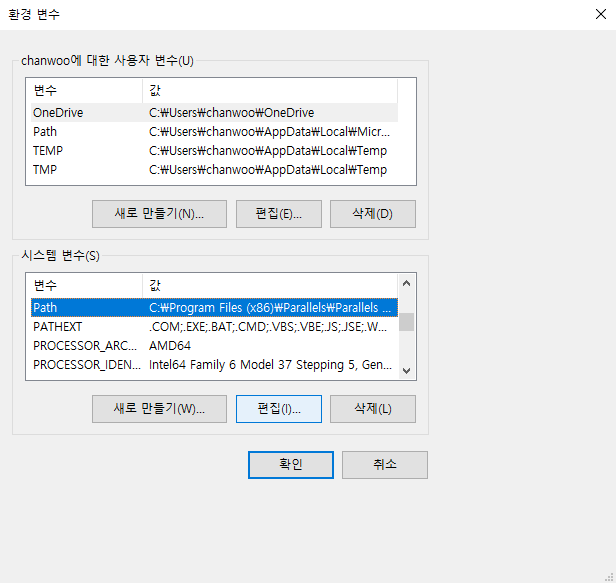 환경 변수
chanwoo에 대한 사용자 변수(U)
변수 값
OneDrive C:₩Users₩chanwoo₩OneDrive
Path C:₩Users₩chanwoo₩AppData₩Local₩Micr...
TEMP C:₩Users₩chanwoo₩AppData₩Local₩Temp
TMP C:₩Users₩chanwoo₩AppData₩Local₩Temp
새로 만들기(N)... 편집(E)... 삭제(D)
시스템 변수(S)
변수 값
Path C:₩Program Files (x86)₩Parallels₩Parallels ...
PATHEXT .COM;.EXE;.BAT;.CMD;.VBS;.VBE;.JS;.JSE;.W...
PROCESSOR_ARC... AMD64
PROCESSOR_IDEN... Intel64 Family 6 Model 37 Stepping 5, Gen...
새로 만들기(W)... 편집(I)... 삭제(L)
확인 취소